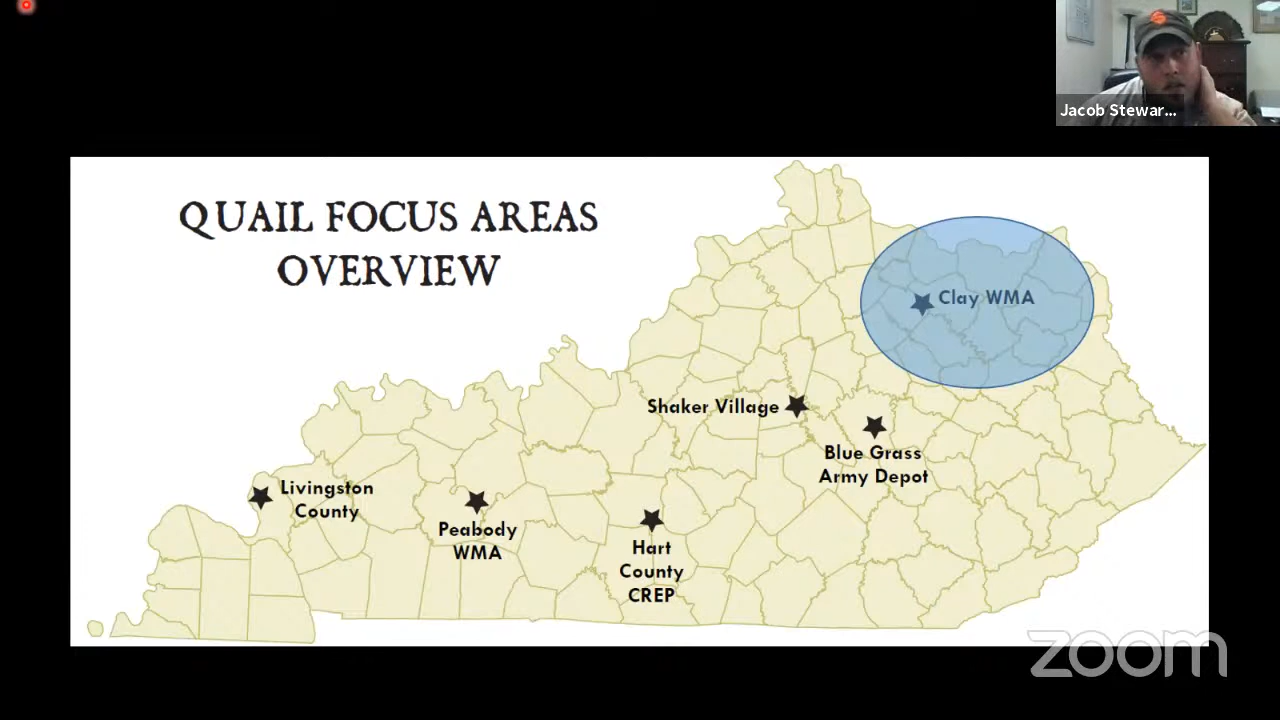 Jacob Stewar...
QUAIL FOCUS AREAS
OVERVIEW
Clay WMA
Shaker Village
Blue Grass
Army Depot
Livingston
County
Peabody
WMA
Hart
County
CREP
zoom